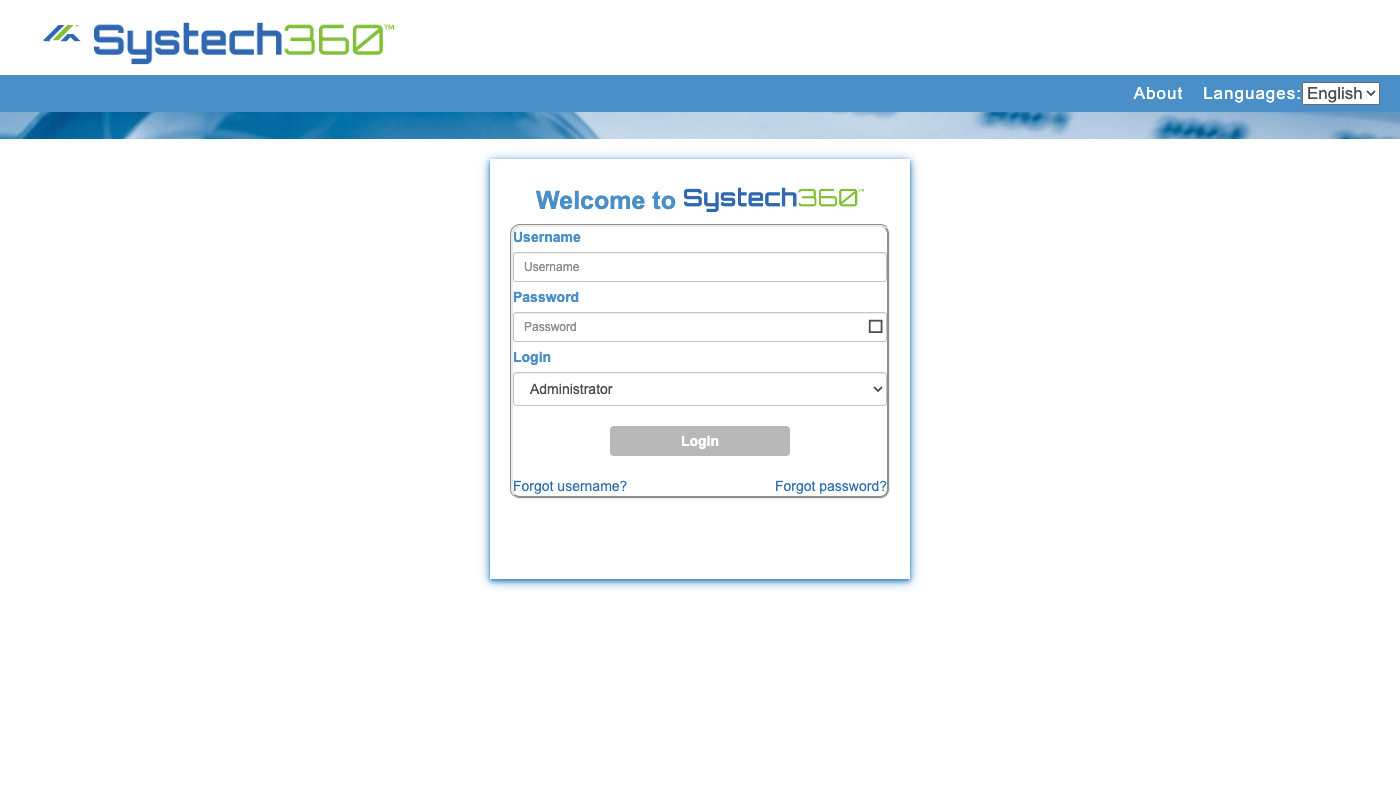 Systech360™
About Languages: English
Welcome to Systech360™
Username
Username
Password
Password
Login
Administrator
Login
Forgot username? Forgot password?